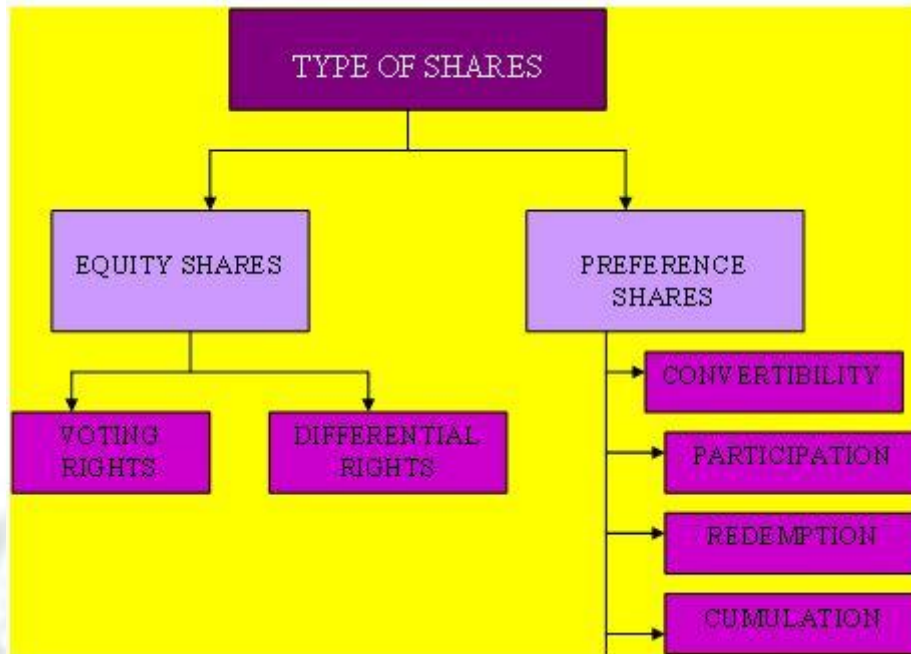 TYPE OF SHARES
EQUITY SHARES
PREFERENCE
SHARES
VOTING
RIGHTS
DIFFERENTIAL
RIGHTS
CONVERTIBILITY
PARTICIPATION
REDEMPTION
CUMULATION